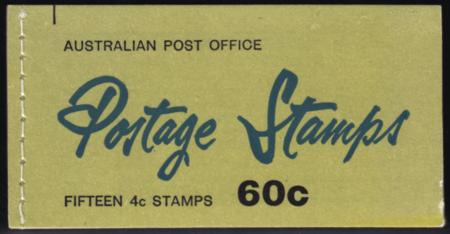 AUSTRALIAN POST OFFICE
Postage Stamps
FIFTEEN 4c STAMPS 60c